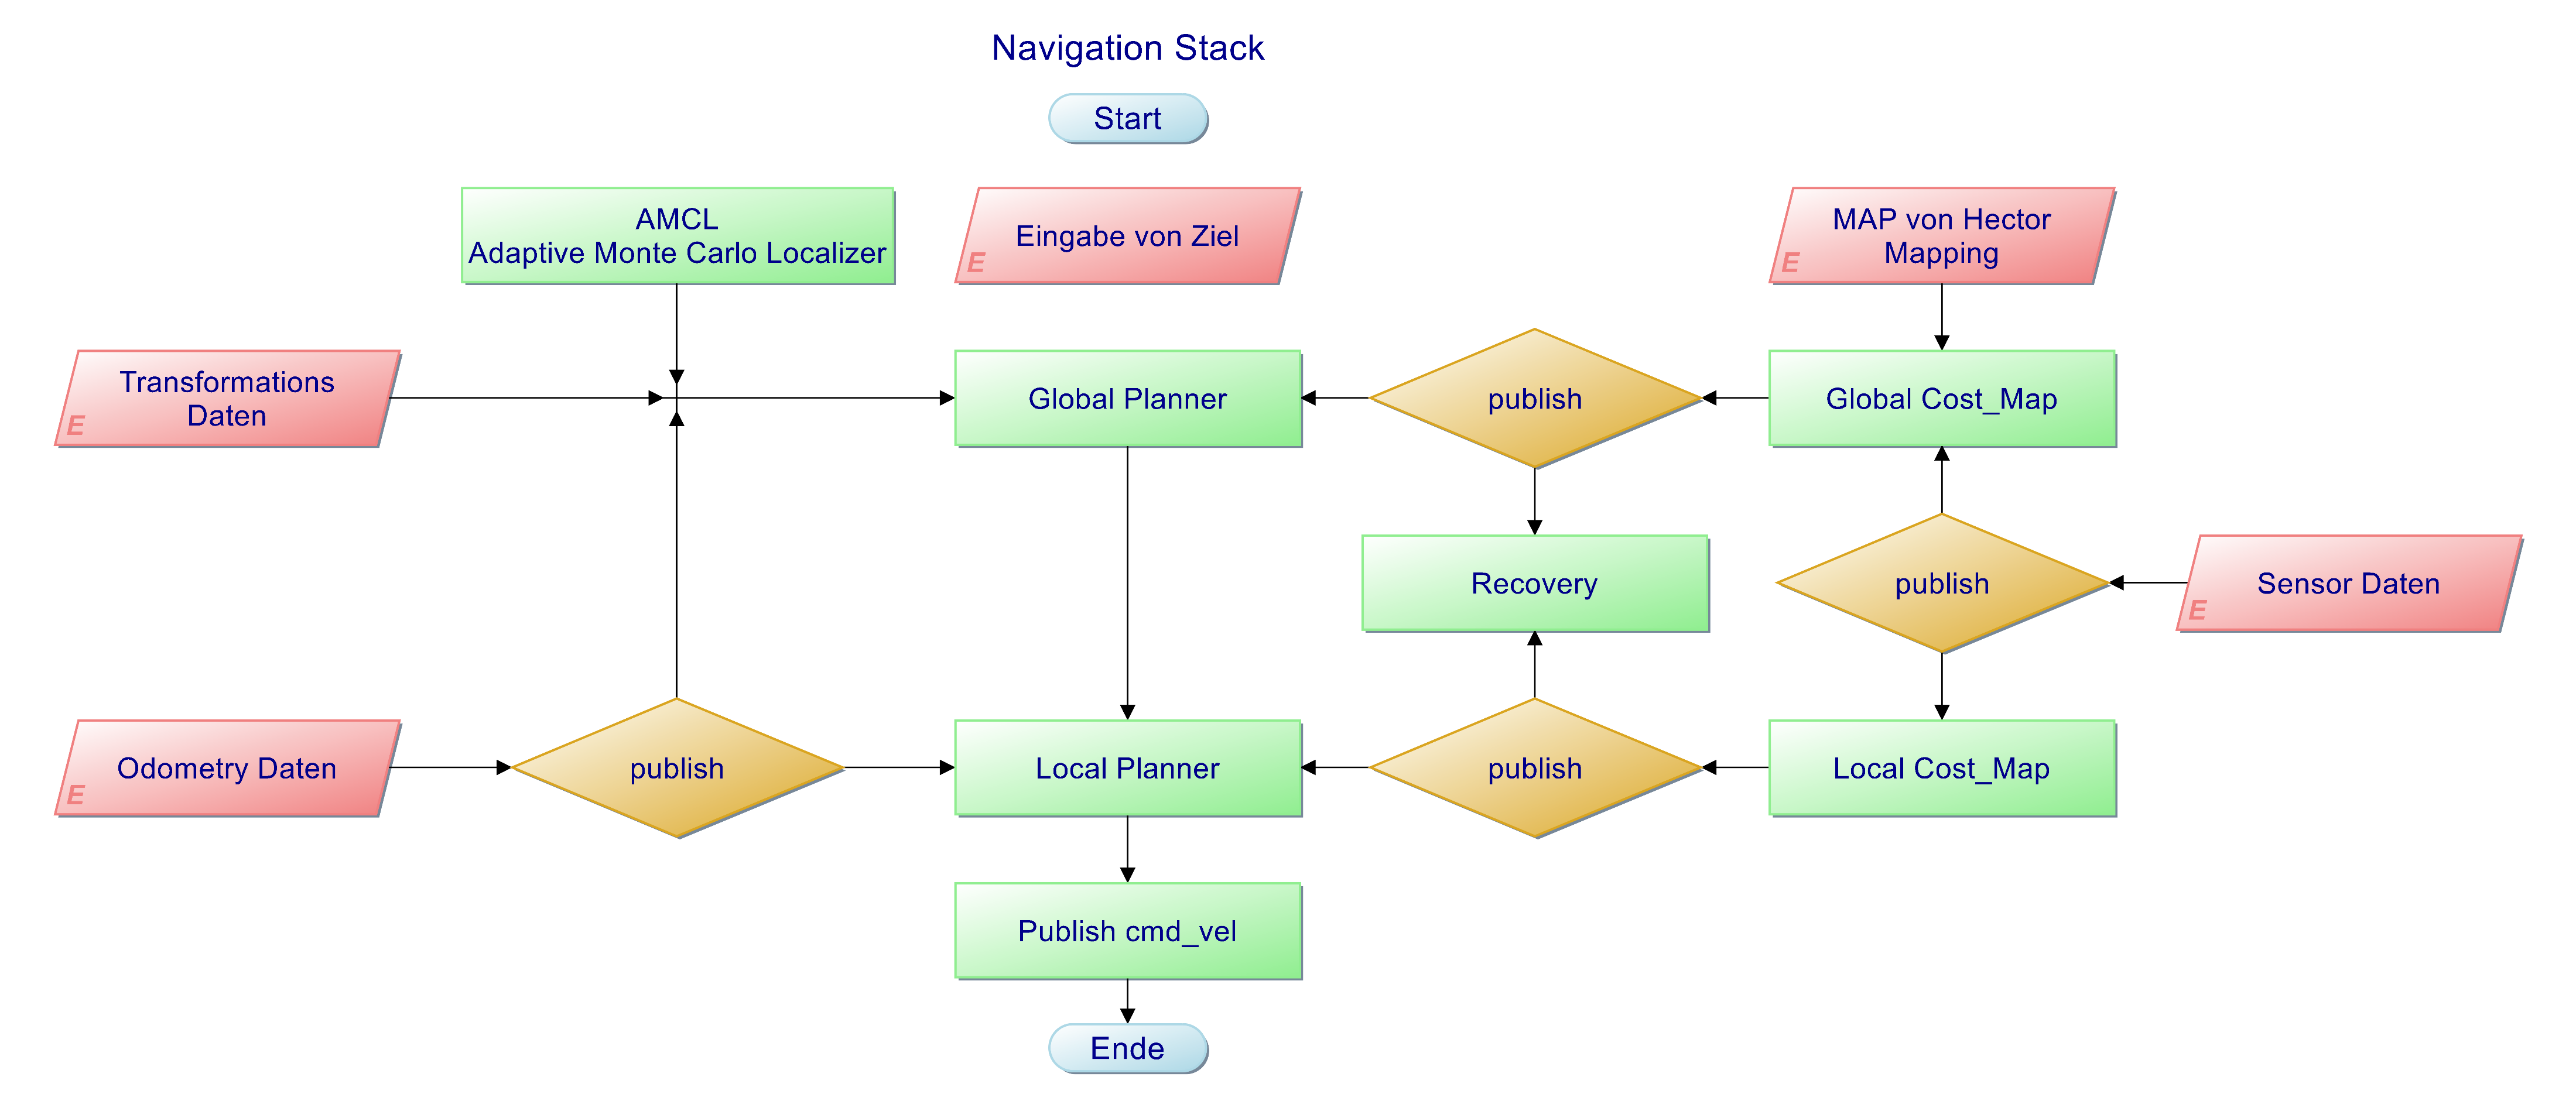 Navigation Stack
Start
AMCL
Adaptive Monte Carlo Localizer
Eingabe von Ziel
E
MAP von Hector
Mapping
E
Transformations
Daten
E
Global Planner
publish
Global Cost_Map
Recovery
publish
Sensor Daten
E
Odometry Daten
E
publish
Local Planner
publish
Local Cost_Map
Publish cmd_vel
Ende